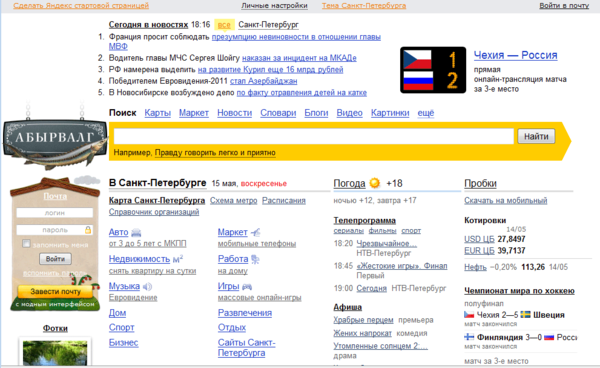 Сделать Яндекс стартовой страницей Личные настройки Тема Санкт-Петербурга Войти в почту
Сегодня в новостях 18:16 все Санкт-Петербург
1. Франция просит соблюдать презумпцию невиновности в отношении главы
МВФ
2. Водитель главы МЧС Сергея Шойгу наказан за инцидент на МКАДе
3. РФ намерена выделить на развитие Курил еще 16 млрд рублей
4. Победителем Евровидения-2011 стал Азербайджан
5. В Новосибирске возбуждено дело по факту отравления детей на катке
1
2
Чехия — Россия
прямая
онлайн-трансляция матча
за 3-е место
АБЫРВАЛГ
Поиск Карты Маркет Новости Словари Блоги Видео Картинки ещё
Найти
Например, Правду говорить легко и приятно
Почта
логин
пароль
запомнить меня
Войти
вспомнить пароль
Завести почту
с модным интерфейсом
Фотки
В Санкт-Петербурге 15 мая, воскресенье
Карта Санкт-Петербурга Схема метро Расписания
Справочник организаций
Авто
от 3 до 5 лет с МКПП
Маркет
мобильные телефоны
Недвижимость
снять квартиру на сутки
Работа
на дому
Музыка
Евровидение
Игры
массовые онлайн-игры
Дом Развлечения
Спорт Отдых
Бизнес Сайты Санкт-
Петербурга
Погода +18
ночью +12, завтра +17
Телепрограмма
сериалы фильмы спорт
18:20 Чрезвычайное...
НТВ-Петербург
18:45 «Жестокие игры». Финал
Первый
19:00 Сегодня НТВ-Петербург
Афиша
Храбрые перцем премьера
Жених напрокат комедия
Утомленные солнцем 2:...
драма
Пробки
Скачать на мобильный
Котировки
14/05
USD ЦБ 27,8497
EUR ЦБ 39,7137
Нефть −0,20% 113,26 14/05
Чемпионат мира по хоккею
полуфинал
Чехия 2—5 Швеция
матч закончился
Финляндия 3—0 Росси
матч закончился
матч за 3-е место